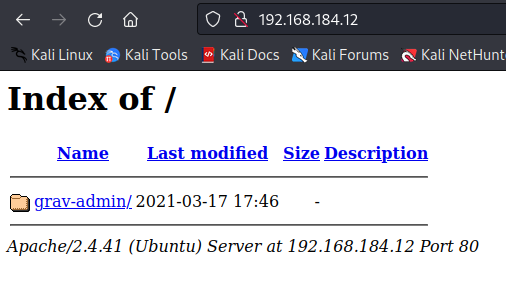 192.168.184.12
Kali Linux Kali Tools Kali Docs Kali Forums Kali NetHunt
Index of /
Name Last modified Size Description
grav-admin/ 2021-03-17 17:46 -
Apache/2.4.41 (Ubuntu) Server at 192.168.184.12 Port 80